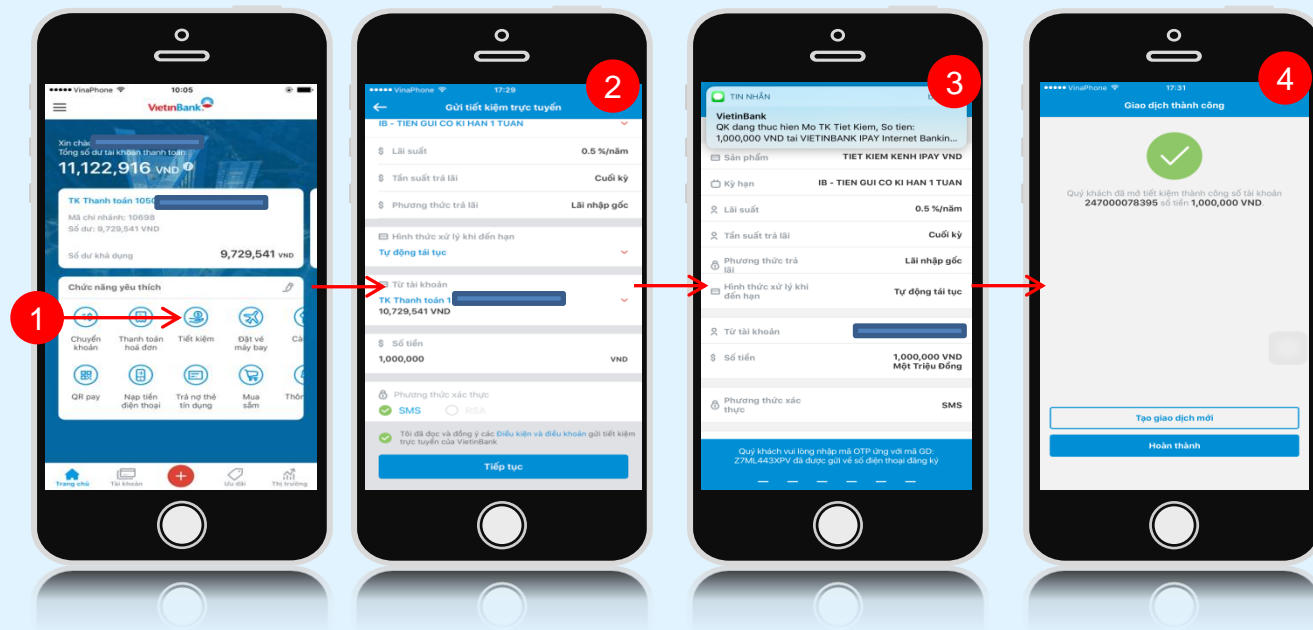 1
VinaPhone 10:05
VietinBank
Xin chào
Tổng số dư tài khoản thanh toán
11,122,916 VND
TK Thanh toán 105
Mã chi nhánh: 10698
Số dư: 9,729,541 VND
Số dư khả dụng 9,729,541 VND
Chức năng yêu thích
Chuyển khoản
Thanh toán hoá đơn
Tiết kiệm
Đặt vé máy bay
QR pay
Nạp tiền điện thoại
Trả nợ thẻ tín dụng
Mua sắm
Trang chủ Tài khoản Ưu đãi Thị trường
2
VinaPhone 17:29
Gửi tiết kiệm trực tuyến
IB - TIEN GUI CO KI HAN 1 TUAN
Lãi suất 0.5 %/năm
Tần suất trả lãi Cuối kỳ
Phương thức trả lãi Lãi nhập gốc
Hình thức xử lý khi đến hạn
Tự động tái tục
Từ tài khoản
TK Thanh toán 1
10,729,541 VND
Số tiền
1,000,000 VND
Phương thức xác thực
SMS RSA
Tôi đã đọc và đồng ý các Điều kiện và điều khoản gửi tiết kiệm
trực tuyến của VietinBank
Tiếp tục
3
TIN NHẮN
VietinBank
QK dang thuc hien Mo TK Tiet Kiem, So tien:
1,000,000 VND tai VIETINBANK IPAY Internet Bankin...
Sản phẩm TIET KIEM KENH IPAY VND
Kỳ hạn IB - TIEN GUI CO KI HAN 1 TUAN
Lãi suất 0.5 %/năm
Tần suất trả lãi Cuối kỳ
Phương thức trả lãi Lãi nhập gốc
Hình thức xử lý khi đến hạn Tự động tái tục
Từ tài khoản
Số tiền 1,000,000 VND
Một Triệu Đồng
Phương thức xác thực SMS
Quý khách vui lòng nhập mã OTP ứng với mã GD:
Z7ML443XPV đã được gửi về số điện thoại đăng ký
4
VinaPhone 17:31
Giao dịch thành công
Quý khách đã mở tiết kiệm thành công số tài khoản
247000078395 số tiền 1,000,000 VND.
Tạo giao dịch mới
Hoàn thành